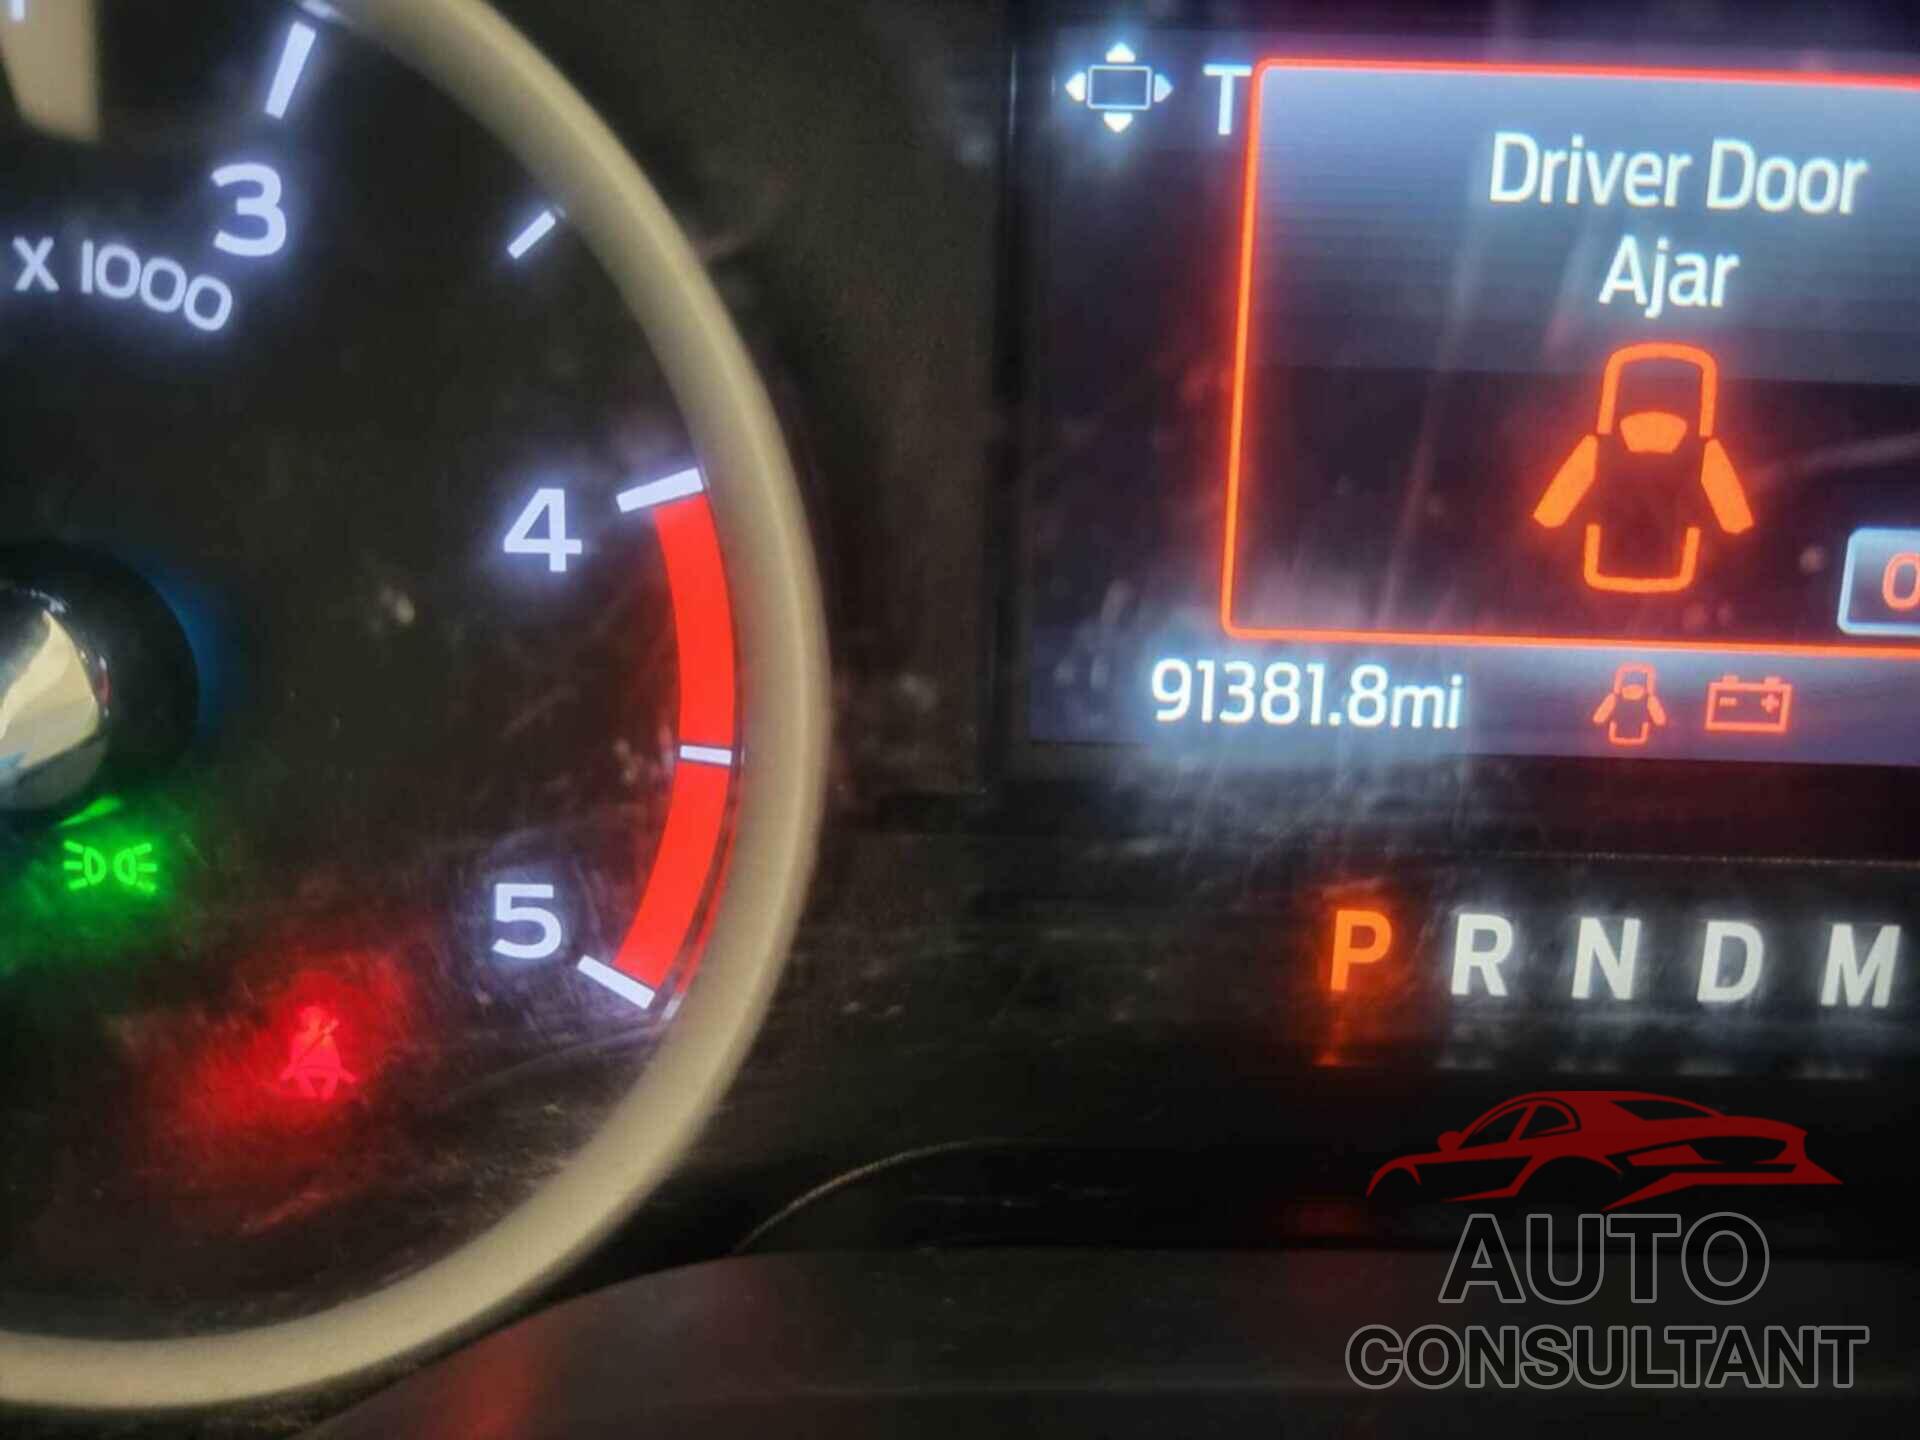 3
X 1000
4
5
T
Driver Door
Ajar
91381.8mi
P R N D M
AUTO
CONSULTANT